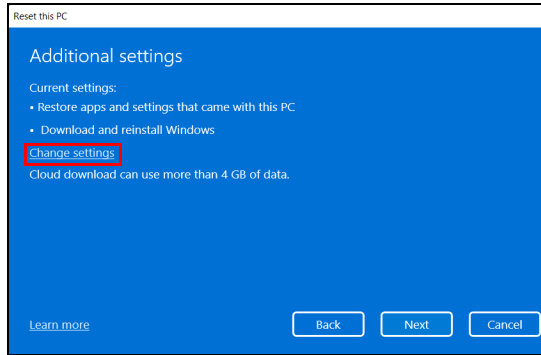 Reset this PC
Additional settings
Current settings:
• Restore apps and settings that came with this PC
• Download and reinstall Windows
Change settings
Cloud download can use more than 4 GB of data.
Learn more
Back
Next
Cancel